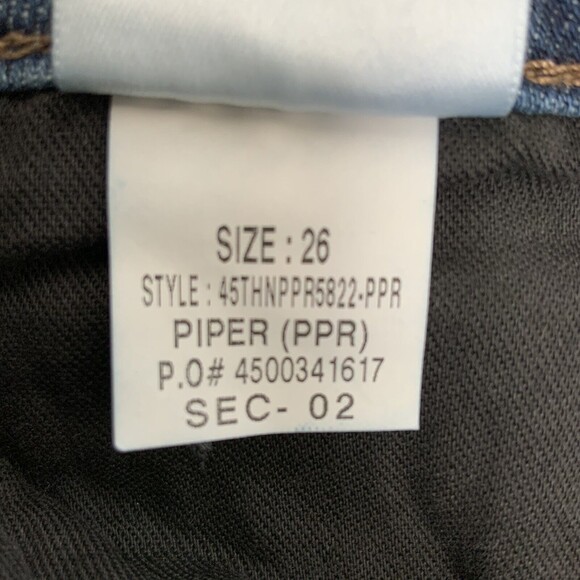 SIZE : 26
STYLE : 45THNPPR5822-PPR
PIPER (PPR)
P.O# 4500341617
SEC- 02